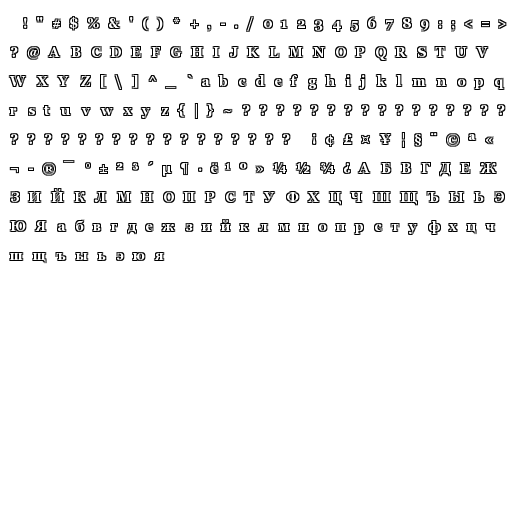 ! " # $ % & ' ( ) * + , - . / 0 1 2 3 4 5 6 7 8 9 : ; < = >
? @ A B C D E F G H I J K L M N O P Q R S T U V
W X Y Z [ \ ] ^ _ ` a b c d e f g h i j k l m n o p q
r s t u v w x y z { | } ~ ? ? ? ? ? ? ? ? ? ? ? ? ? ? ? ?
? ? ? ? ? ? ? ? ? ? ? ? ? ? ? ? ? ¡ ¢ £ ¤ ¥ ¦ § ¨ © ª «
¬ - ® ¯ ° ± ² ³ ´ µ ¶ · ё ¹ º » ¼ ½ ¾ ¿ А Б В Г Д Е Ж
З И Й К Л М Н О П Р С Т У Ф Х Ц Ч Ш Щ Ъ Ы Ь Э
Ю Я а б в г д е ж з и й к л м н о п р с т у ф х ц ч
ш щ ъ ы ь э ю я